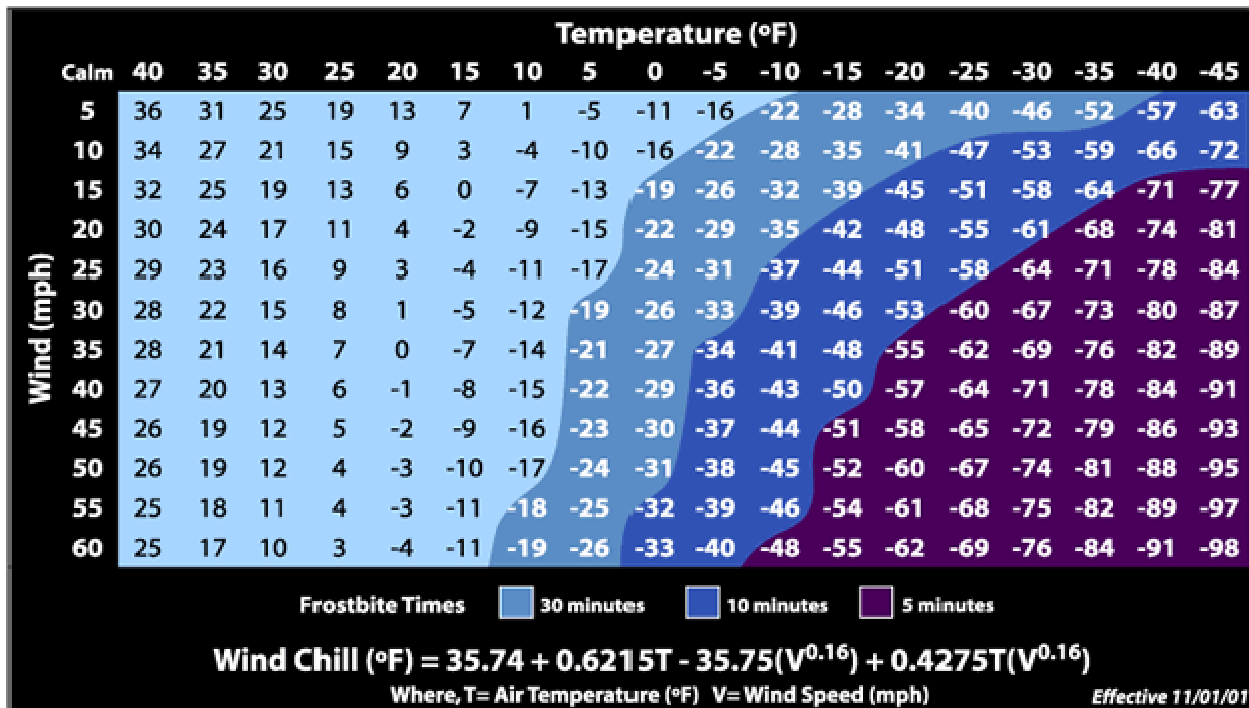 Temperature (ºF)
Calm 40 35 30 25 20 15 10 5 0 -5 -10 -15 -20 -25 -30 -35 -40 -45
5 36 31 25 19 13 7 1 -5 -11 -16 -22 -28 -34 -40 -46 -52 -57 -63
10 34 27 21 15 9 3 -4 -10 -16 -22 -28 -35 -41 -47 -53 -59 -66 -72
15 32 25 19 13 6 0 -7 -13 -19 -26 -32 -39 -45 -51 -58 -64 -71 -77
20 30 24 17 11 4 -2 -9 -15 -22 -29 -35 -42 -48 -55 -61 -68 -74 -81
25 29 23 16 9 3 -4 -11 -17 -24 -31 -37 -44 -51 -58 -64 -71 -78 -84
30 28 22 15 8 1 -5 -12 -19 -26 -33 -39 -46 -53 -60 -67 -73 -80 -87
35 28 21 14 7 0 -7 -14 -21 -27 -34 -41 -48 -55 -62 -69 -76 -82 -89
40 27 20 13 6 -1 -8 -15 -22 -29 -36 -43 -50 -57 -64 -71 -78 -84 -91
45 26 19 12 5 -2 -9 -16 -23 -30 -37 -44 -51 -58 -65 -72 -79 -86 -93
50 26 19 12 4 -3 -10 -17 -24 -31 -38 -45 -52 -60 -67 -74 -81 -88 -95
55 25 18 11 4 -3 -11 -18 -25 -32 -39 -46 -54 -61 -68 -75 -82 -89 -97
60 25 17 10 3 -4 -11 -19 -26 -33 -40 -48 -55 -62 -69 -76 -84 -91 -98
Wind (mph)
Frostbite Times 30 minutes 10 minutes 5 minutes
Wind Chill (ºF) = 35.74 + 0.6215T - 35.75(V0.16) + 0.4275T(V0.16)
Where, T= Air Temperature (ºF) V= Wind Speed (mph)
Effective 11/01/01